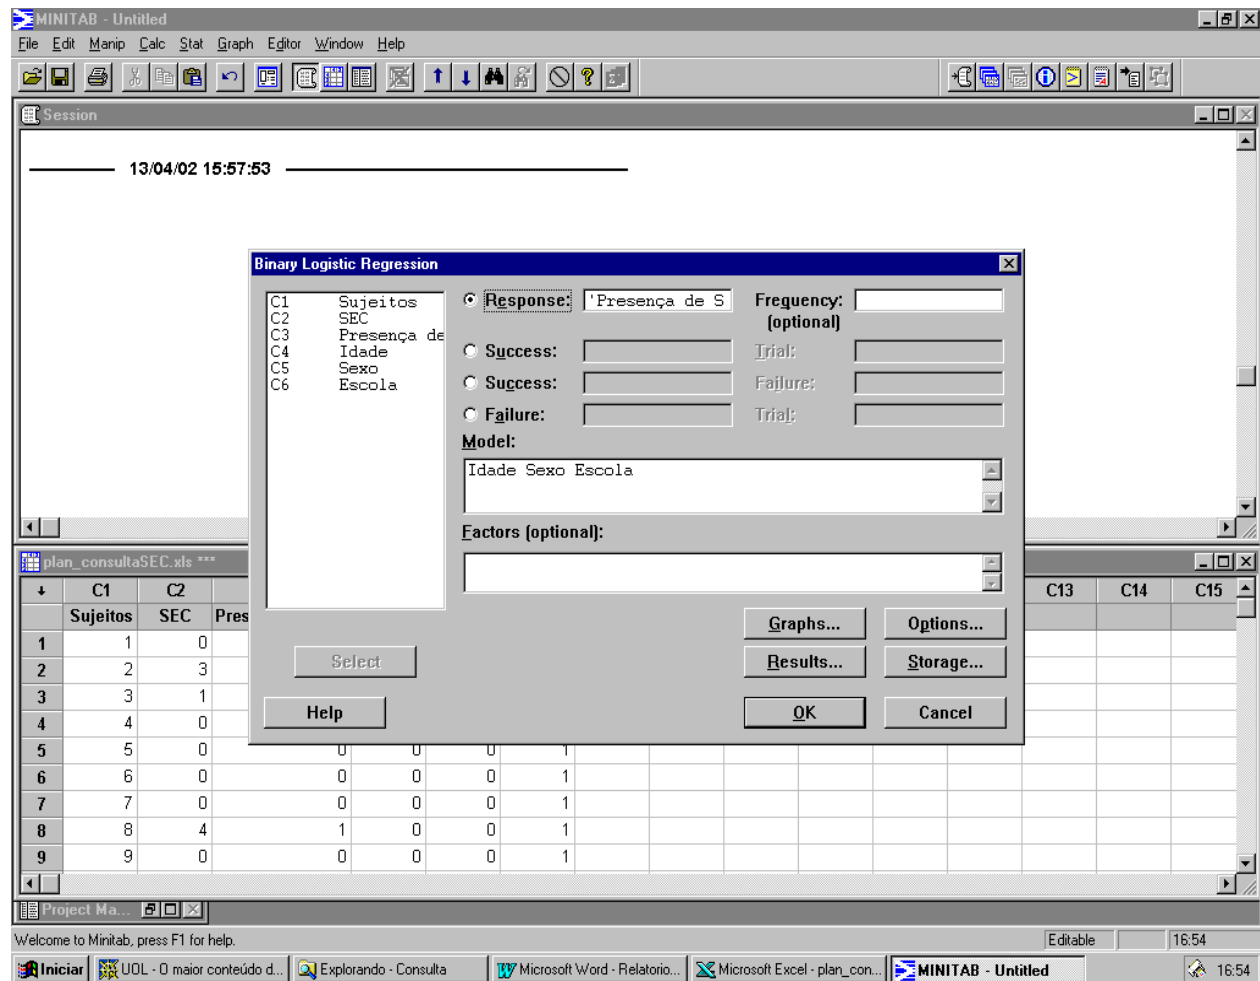 MINITAB - Untitled
File Edit Manip Calc Stat Graph Editor Window Help
Session
13/04/02 15:57:53
Binary Logistic Regression
C1 Sujeitos
C2 SEC
C3 Presença de
C4 Idade
C5 Sexo
C6 Escola
Response: 'Presença de S
Frequency:
(optional)
Success: Trial:
Success: Failure:
Failure: Trial:
Model:
Idade Sexo Escola
Factors (optional):
Graphs... Options...
Select
Results... Storage...
Help OK Cancel
plan_consultaSEC.xls ***
C1 C2 C13 C14 C15
Sujeitos SEC Pres
1 1 0
2 2 3
3 3 1
4 4 0
5 5 0 0 0 0 1
6 6 0 0 0 0 1
7 7 0 0 0 0 1
8 8 4 1 0 0 1
9 9 0 0 0 0 1
Project Ma...
Welcome to Minitab, press F1 for help. Editable 16:54
Iniciar UOL - O maior conteúdo d... Explorando - Consulta Microsoft Word - Relatorio... Microsoft Excel - plan_con... MINITAB - Untitled 16:54